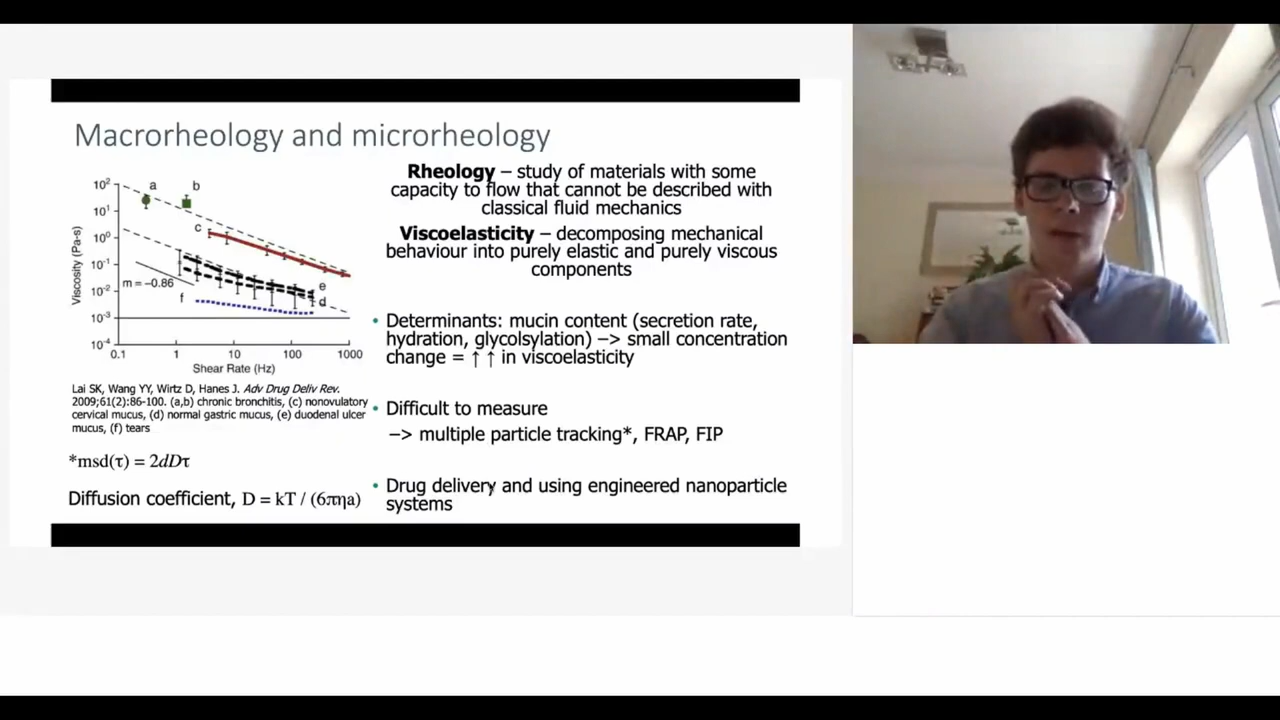 Macrorheology and microrheology
10²
10¹
10⁰
10⁻¹
10⁻²
10⁻³
10⁻⁴
Viscosity (Pa-s)
a
b
c
m = −0.86
f
e
d
0.1
1
10
100
1000
Shear Rate (Hz)
Lai SK, Wang YY, Wirtz D, Hanes J. Adv Drug Deliv Rev.
2009;61(2):86-100. (a,b) chronic bronchitis, (c) nonovulatory
cervical mucus, (d) normal gastric mucus, (e) duodenal ulcer
mucus, (f) tears
*msd(τ) = 2dDτ
Diffusion coefficient, D = kT / (6πηa)
Rheology – study of materials with some
capacity to flow that cannot be described with
classical fluid mechanics
Viscoelasticity – decomposing mechanical
behaviour into purely elastic and purely viscous
components
• Determinants: mucin content (secretion rate,
hydration, glycolsylation) –> small concentration
change = ↑ ↑ in viscoelasticity
• Difficult to measure
–> multiple particle tracking*, FRAP, FIP
• Drug delivery and using engineered nanoparticle
systems